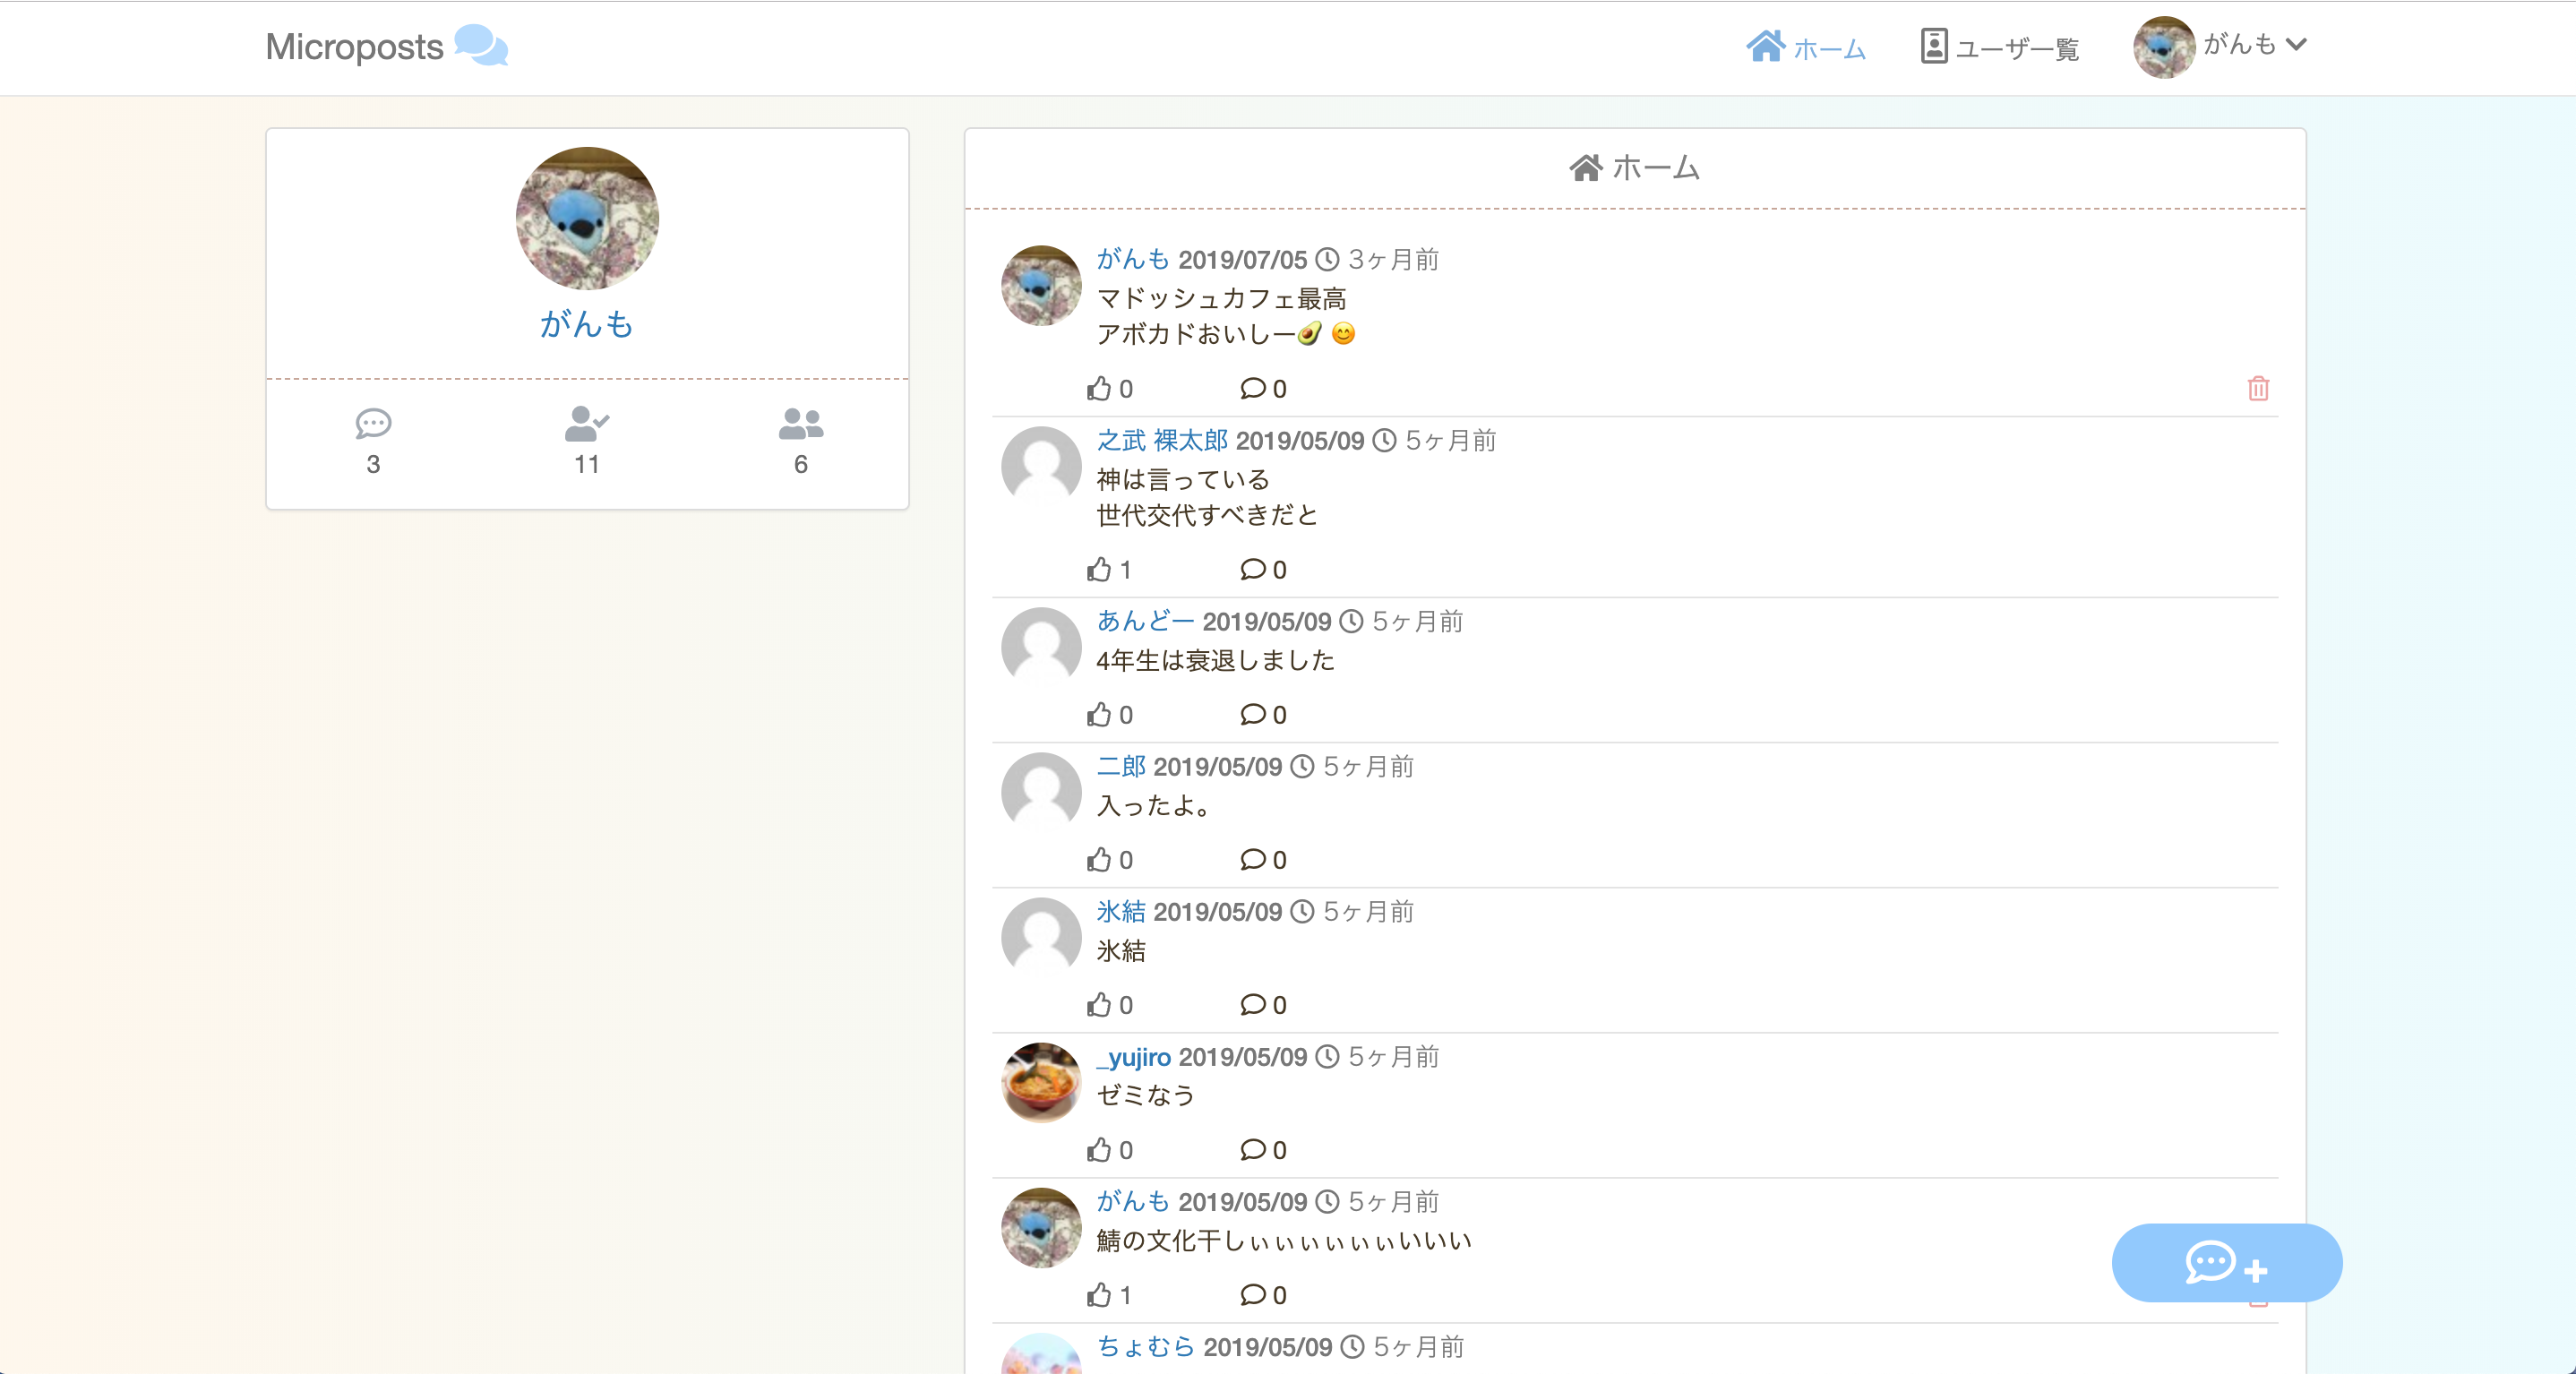 Microposts
ホーム
ユーザ一覧
がんも
がんも
3
11
6
ホーム
がんも 2019/07/05 3ヶ月前
マドッシュカフェ最高
アボカドおいしー🥑 😊
0 0
之武 裸太郎 2019/05/09 5ヶ月前
神は言っている
世代交代すべきだと
1 0
あんどー 2019/05/09 5ヶ月前
4年生は衰退しました
0 0
二郎 2019/05/09 5ヶ月前
入ったよ。
0 0
氷結 2019/05/09 5ヶ月前
氷結
0 0
_yujiro 2019/05/09 5ヶ月前
ゼミなう
0 0
がんも 2019/05/09 5ヶ月前
鯖の文化干しぃぃぃぃぃぃいいい
1 0
ちょむら 2019/05/09 5ヶ月前